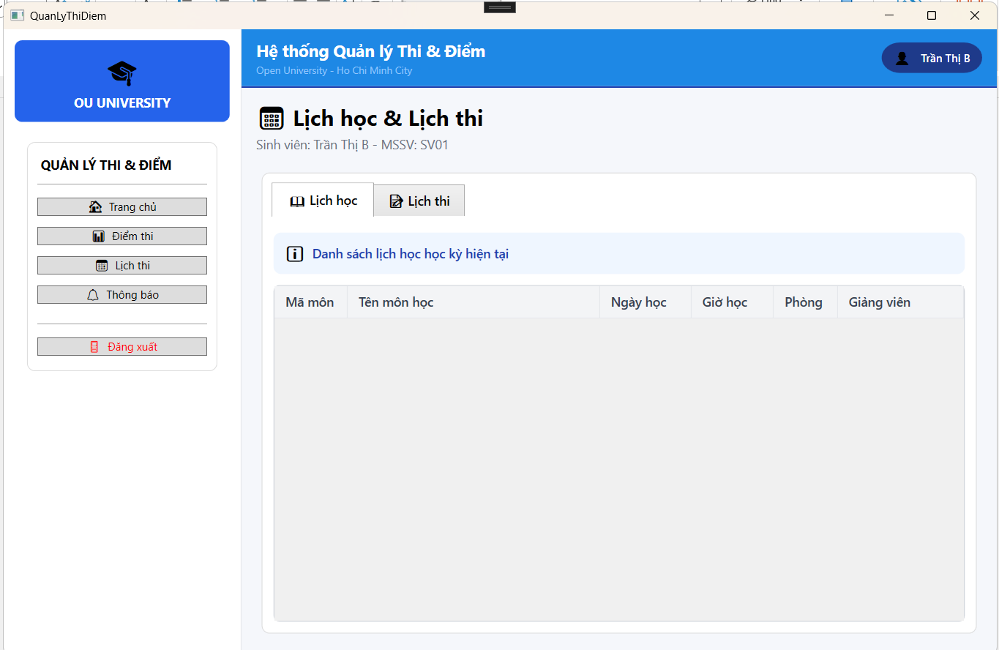 QuanLyThiDiem
OU UNIVERSITY
QUẢN LÝ THI & ĐIỂM
Trang chủ
Điểm thi
Lịch thi
Thông báo
Đăng xuất
Hệ thống Quản lý Thi & Điểm
Open University - Ho Chi Minh City
Trần Thị B
Lịch học & Lịch thi
Sinh viên: Trần Thị B - MSSV: SV01
Lịch học Lịch thi
Danh sách lịch học học kỳ hiện tại
Mã môn Tên môn học Ngày học Giờ học Phòng Giảng viên